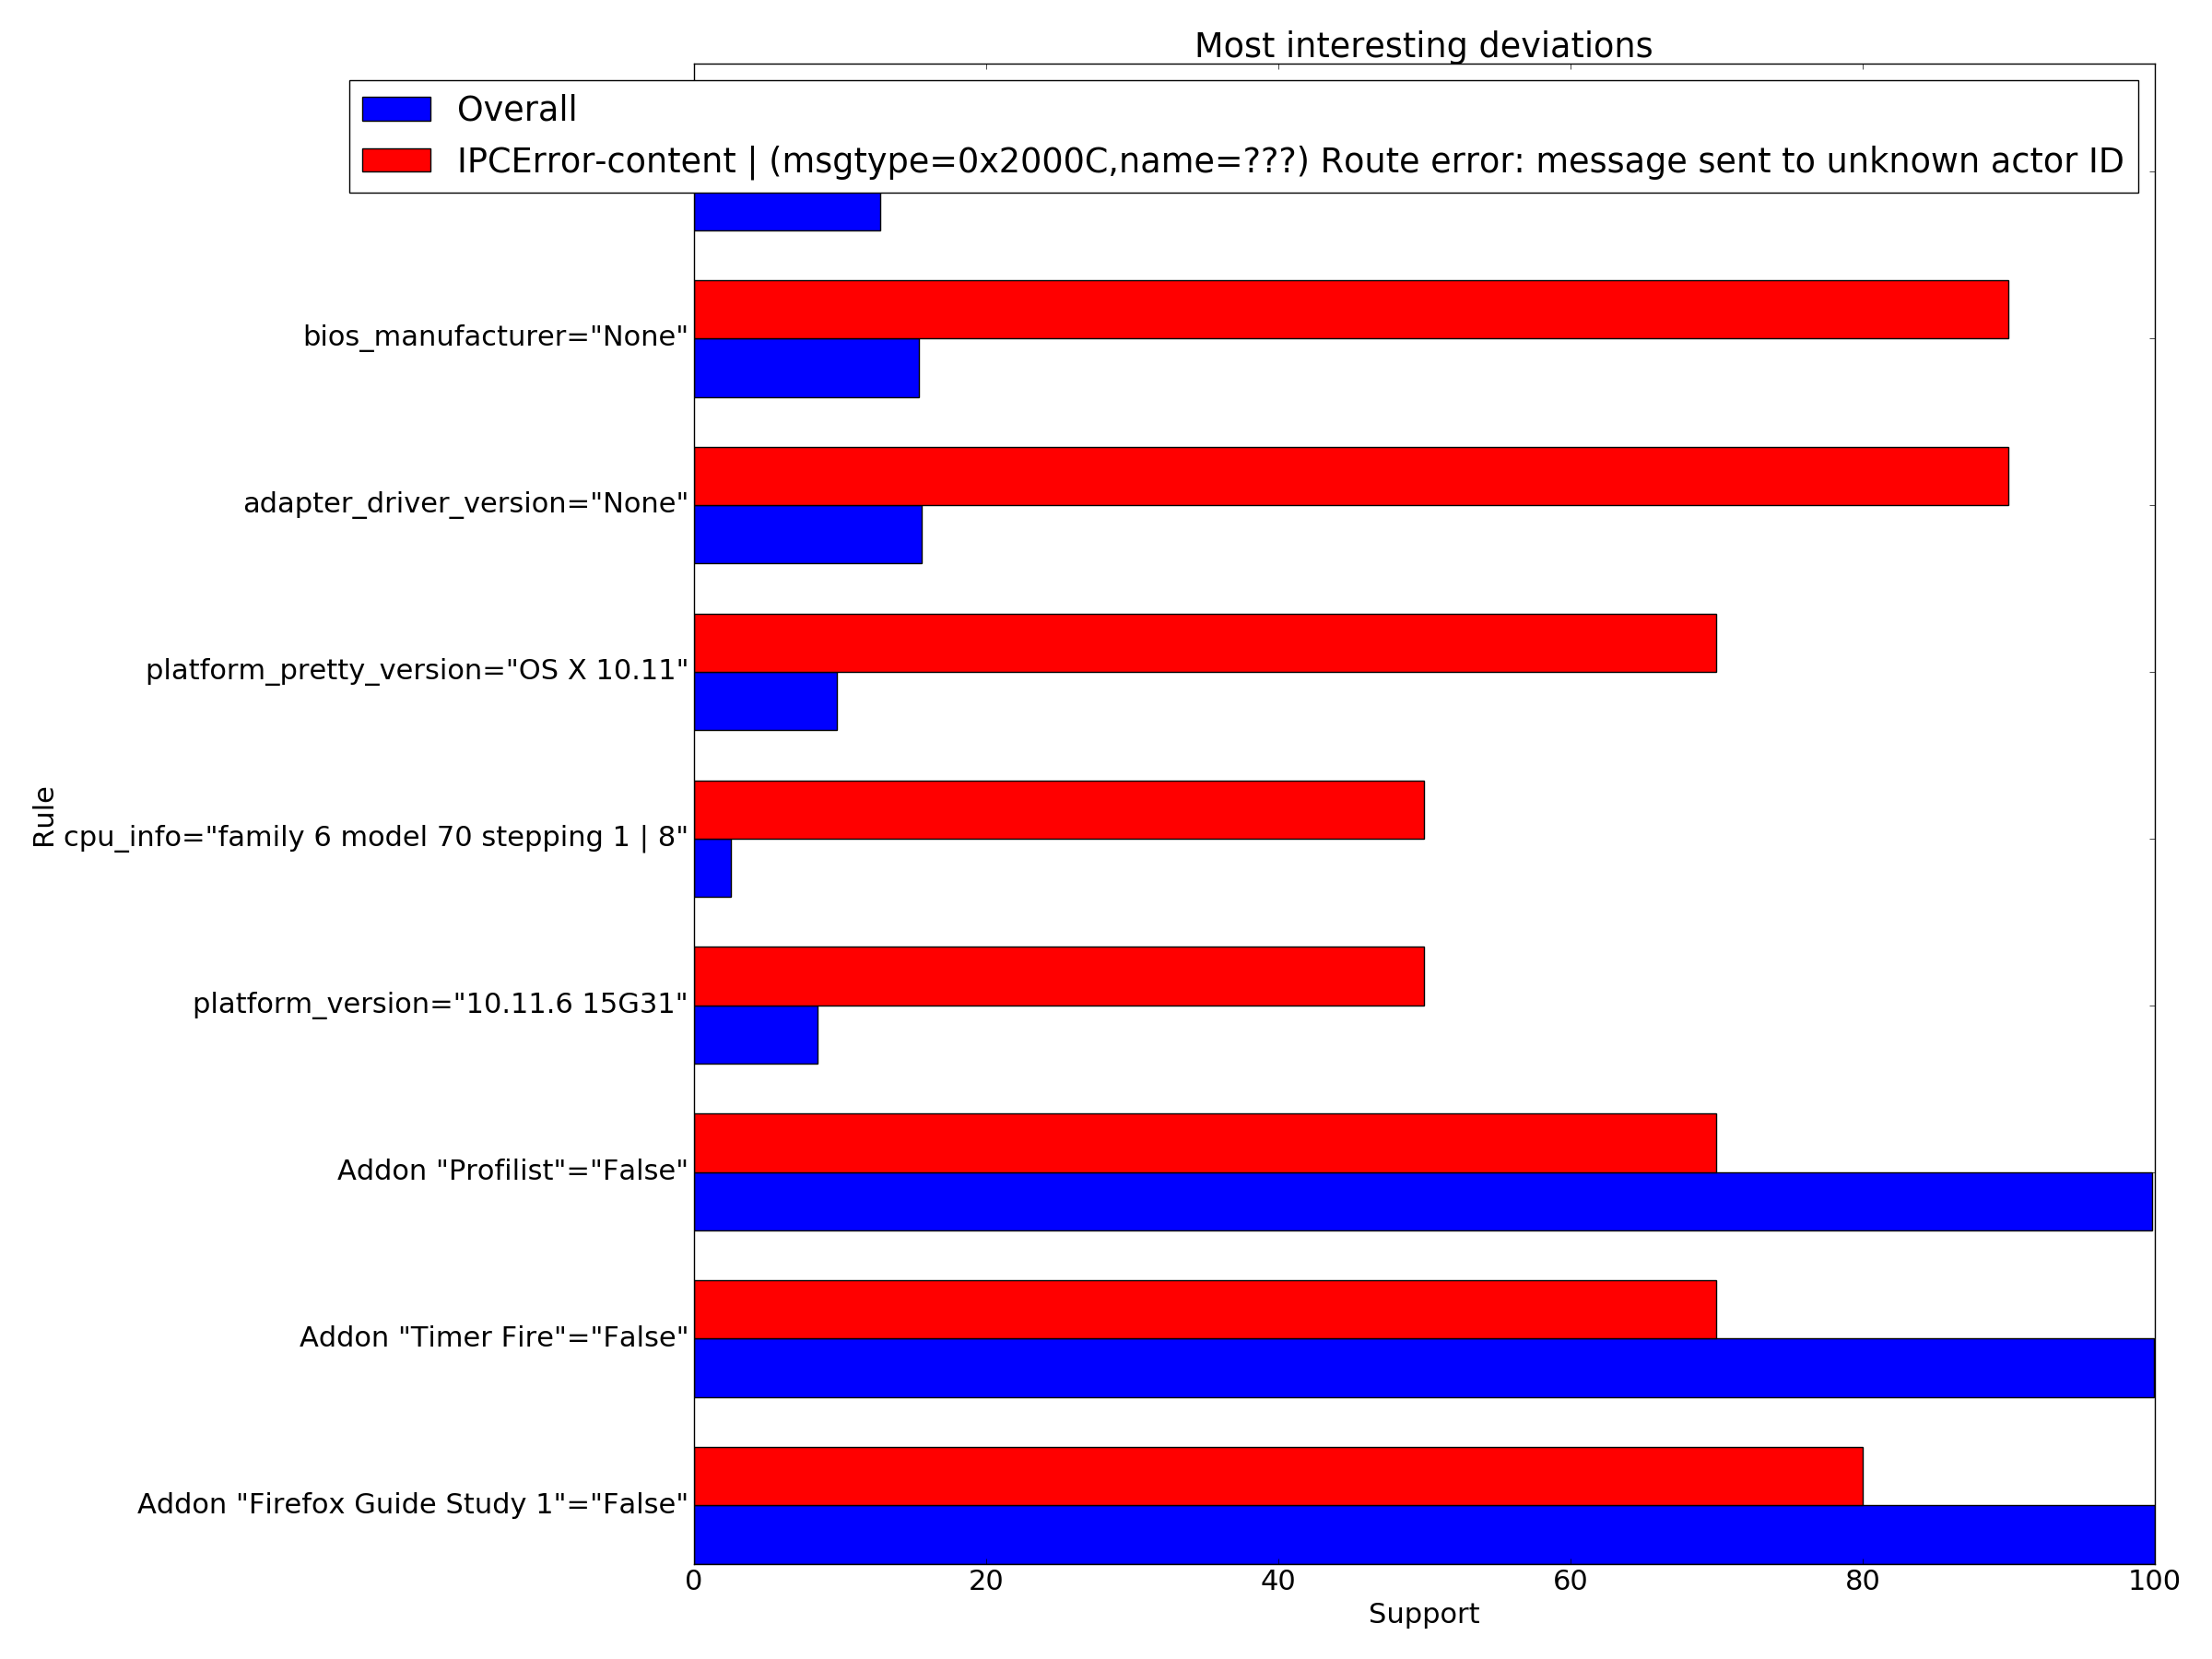 Most interesting deviations
Overall
IPCError-content | (msgtype=0x2000C,name=???) Route error: message sent to unknown actor ID
bios_manufacturer="None"
adapter_driver_version="None"
platform_pretty_version="OS X 10.11"
Rule
cpu_info="family 6 model 70 stepping 1 | 8"
platform_version="10.11.6 15G31"
Addon "Profilist"="False"
Addon "Timer Fire"="False"
Addon "Firefox Guide Study 1"="False"
0 20 40 60 80 100
Support